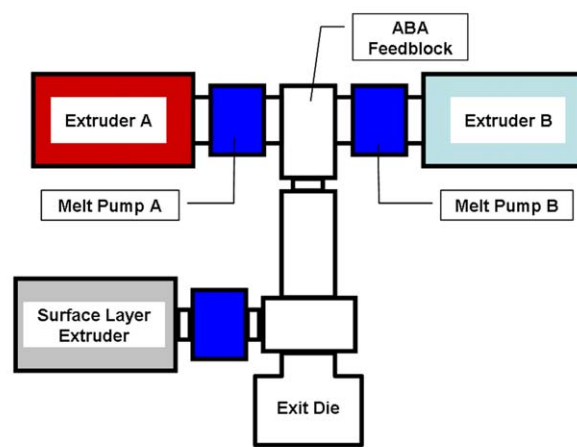 ABA
Feedblock
Extruder A
Extruder B
Melt Pump A
Melt Pump B
Surface Layer
Extruder
Exit Die